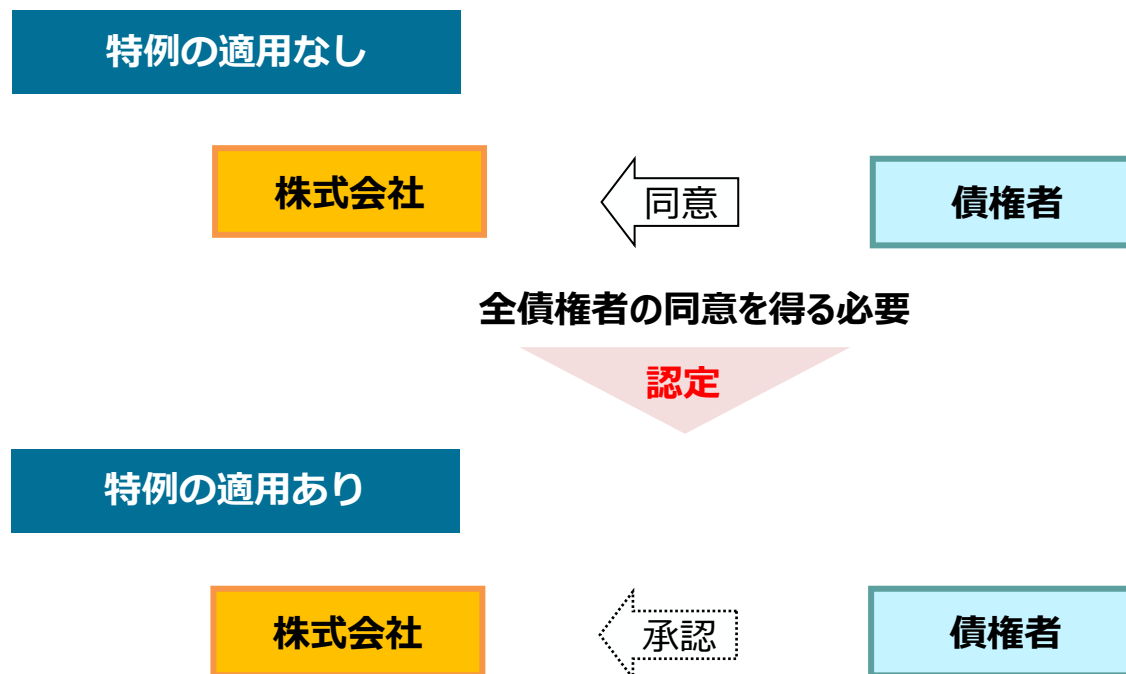 特例の適用なし
株式会社
同意
債権者
全債権者の同意を得る必要
認定
特例の適用あり
株式会社
承認
債権者